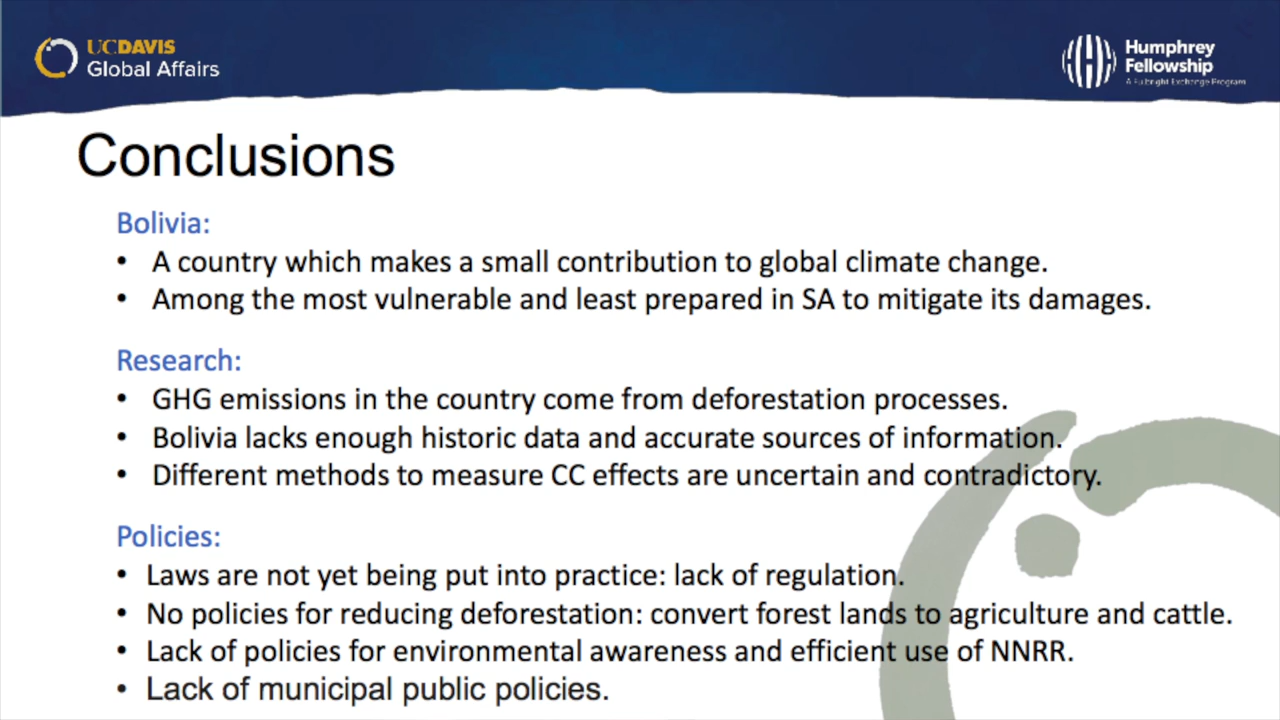 UCDAVIS
Global Affairs
Humphrey
Fellowship
A Fulbright Exchange Program
Conclusions
Bolivia:
• A country which makes a small contribution to global climate change.
• Among the most vulnerable and least prepared in SA to mitigate its damages.
Research:
• GHG emissions in the country come from deforestation processes.
• Bolivia lacks enough historic data and accurate sources of information.
• Different methods to measure CC effects are uncertain and contradictory.
Policies:
• Laws are not yet being put into practice: lack of regulation.
• No policies for reducing deforestation: convert forest lands to agriculture and cattle.
• Lack of policies for environmental awareness and efficient use of NNRR.
• Lack of municipal public policies.